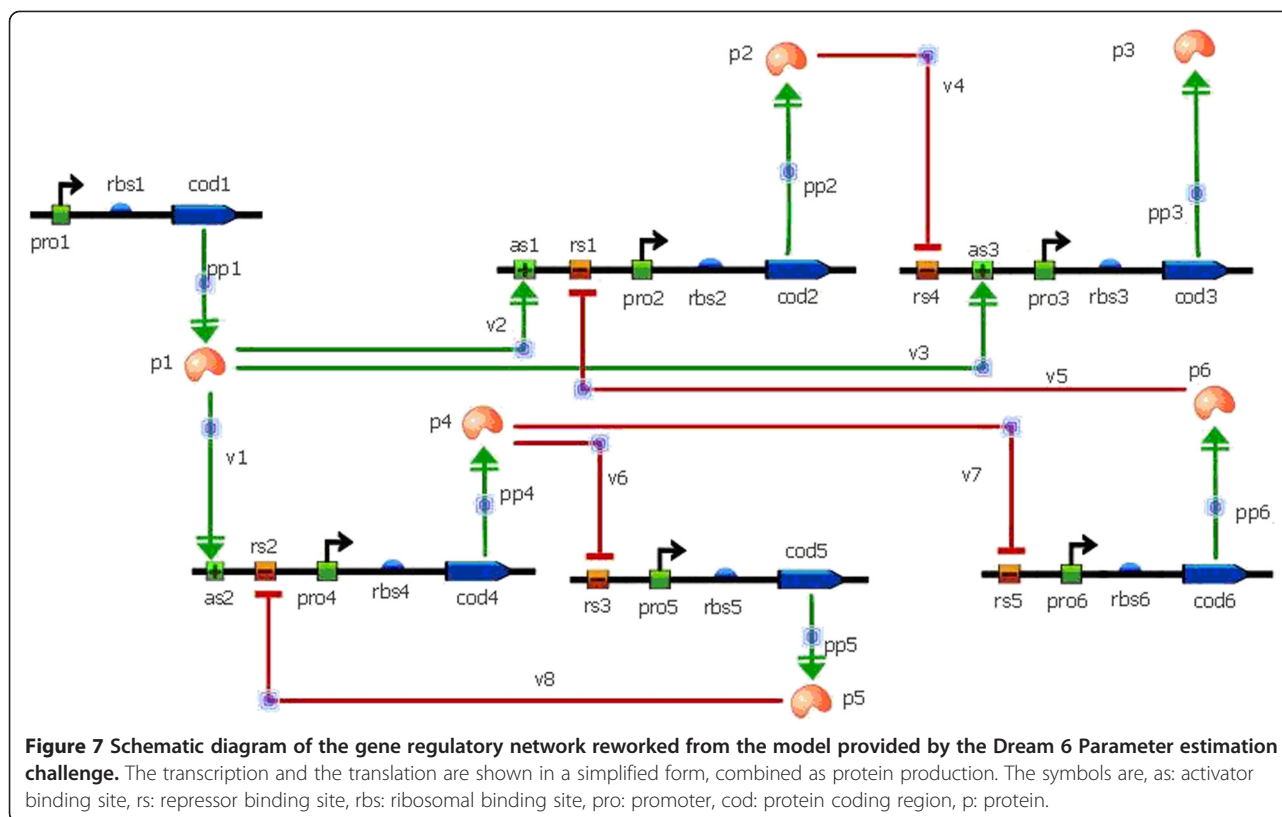 p2
p3
v4
rbs1
cod1
pp2
pp3
pro1
pp1
as1
rs1
as3
pro2
rbs2
cod2
rs4
pro3
rbs3
cod3
v2
p1
v3
v5
p6
p4
v1
v6
v7
pp4
pp6
rs2
cod5
as2
pro4
rbs4
cod4
rs3
pro5
rbs5
rs5
pro6
rbs6
cod6
pp5
v8
p5
Figure 7 Schematic diagram of the gene regulatory network reworked from the model provided by the Dream 6 Parameter estimation
challenge. The transcription and the translation are shown in a simplified form, combined as protein production. The symbols are, as: activator
binding site, rs: repressor binding site, rbs: ribosomal binding site, pro: promoter, cod: protein coding region, p: protein.